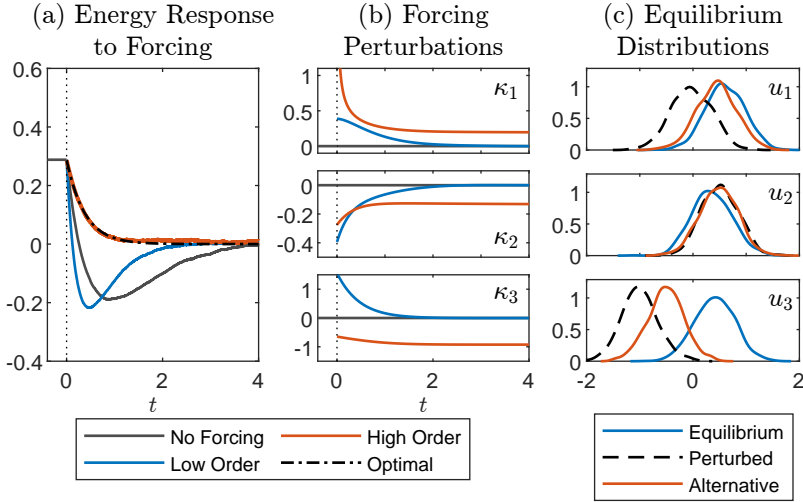 (a) Energy Response
to Forcing
(b) Forcing
Perturbations
(c) Equilibrium
Distributions
0.6
0.4
0.2
0
-0.2
-0.4
0 2 4
t
1
0.5
0
κ1
0
-0.2
-0.4
κ2
1
0
-1
κ3
0 2 4
t
1
0.5
0
u1
1
0.5
0
u2
1
0.5
0
u3
-2 0 2
No Forcing
Low Order
High Order
Optimal
Equilibrium
Perturbed
Alternative